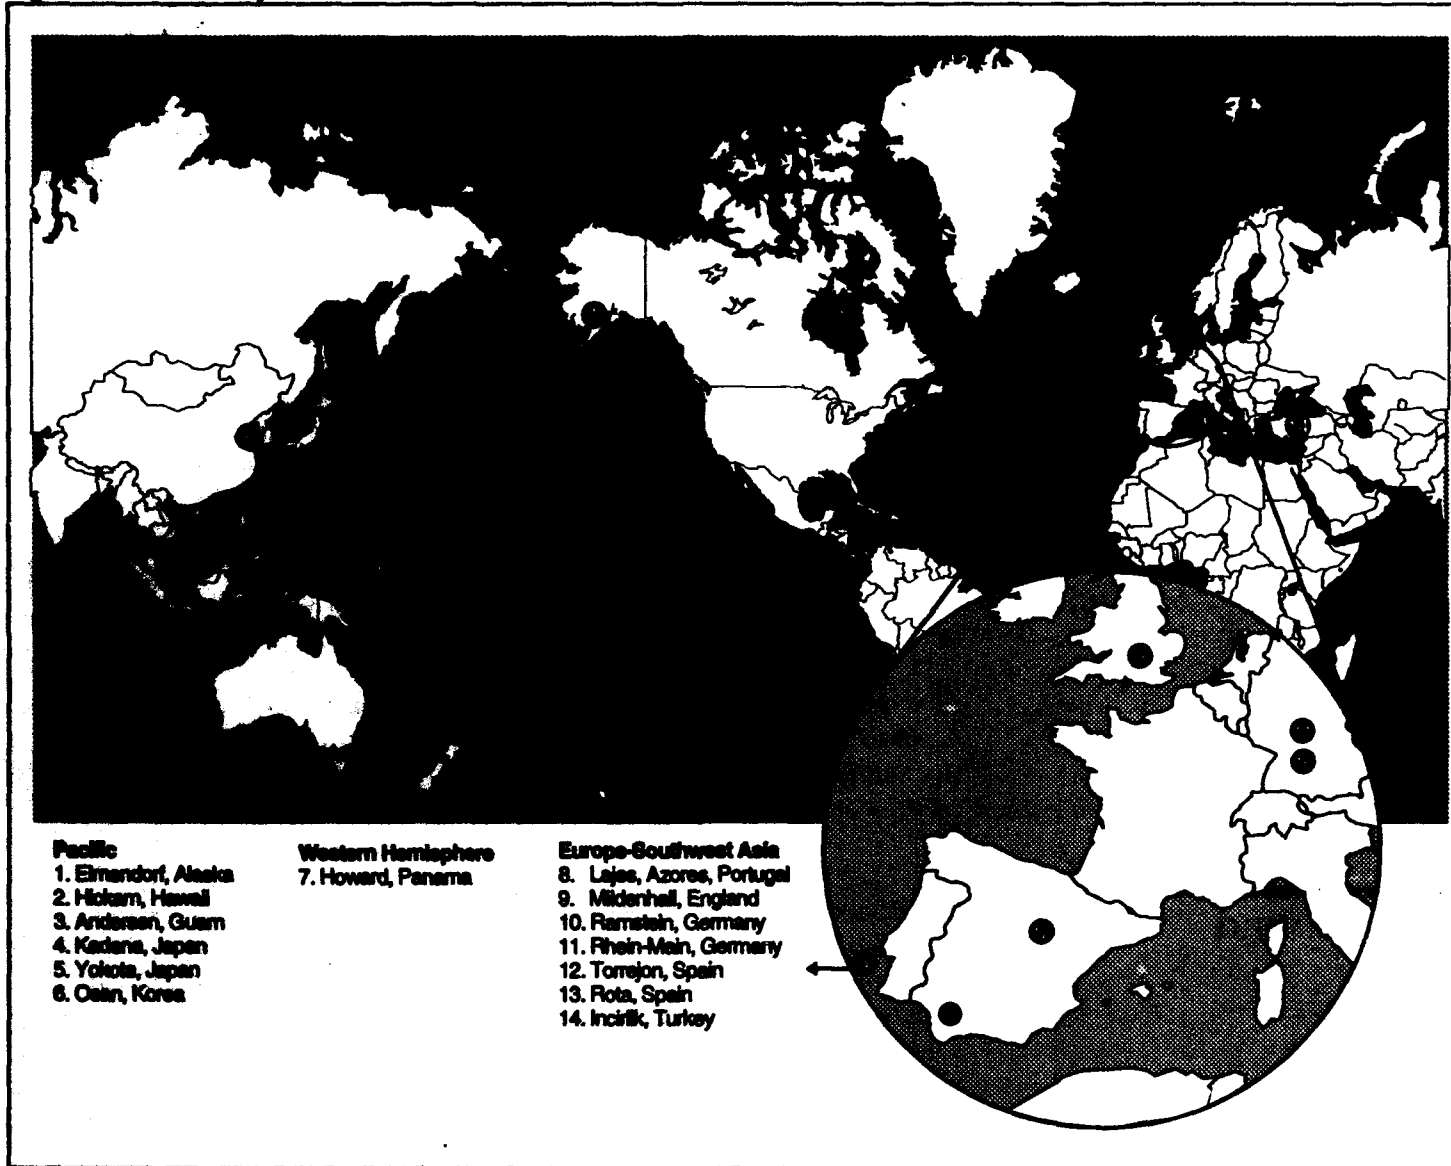 Pacific
1. Elmendorf, Alaska
2. Hickam, Hawaii
3. Andersen, Guam
4. Kadena, Japan
5. Yokota, Japan
6. Osan, Korea
Western Hemisphere
7. Howard, Panama
Europe-Southwest Asia
8. Lajes, Azores, Portugal
9. Mildenhall, England
10. Ramstein, Germany
11. Rhein-Main, Germany
12. Torrejon, Spain
13. Rota, Spain
14. Incirlik, Turkey